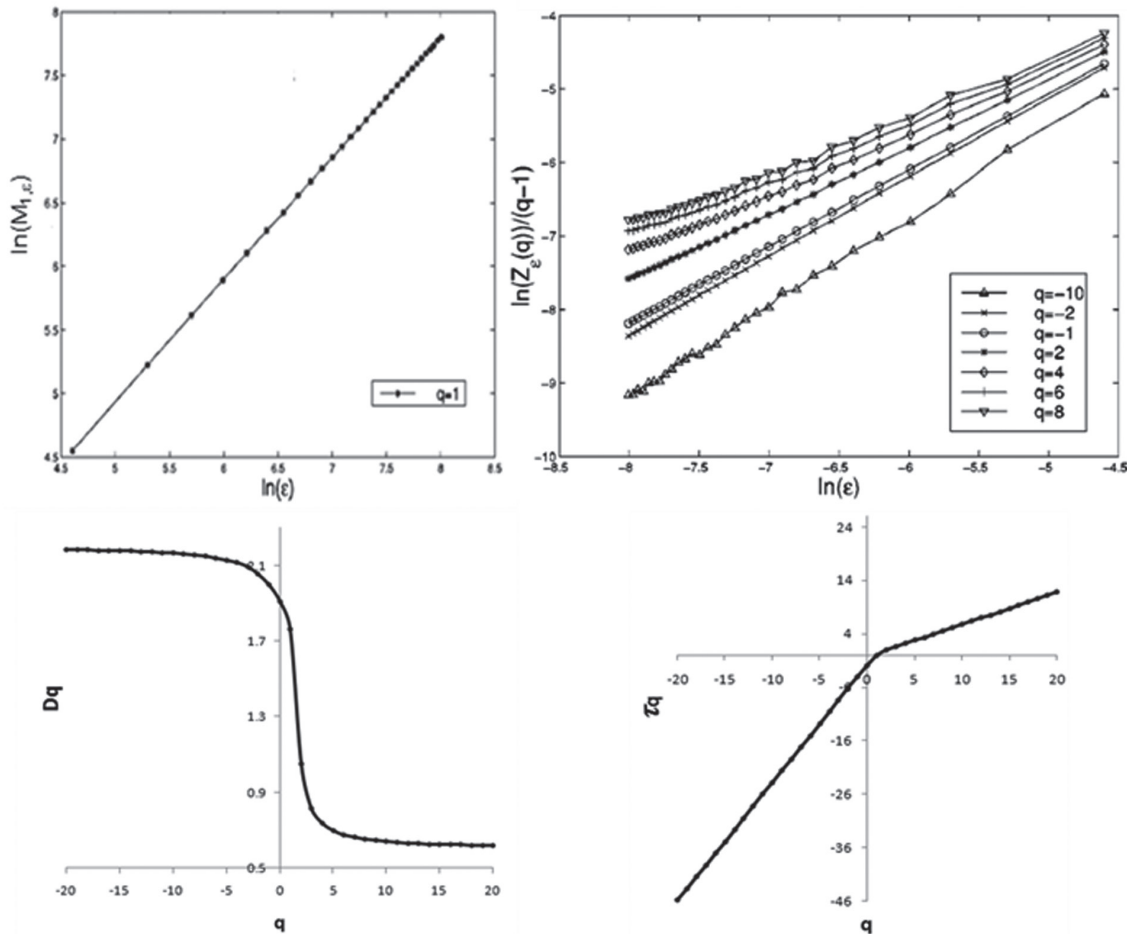 8
7.5
7
6.5
6
5.5
5
4.5
4.5 5 5.5 6 6.5 7 7.5 8 8.5
ln(M₁,ε)
ln(ε)
q=1
−4
−5
−6
−7
−8
−9
−10
−8 −7.5 −7 −6.5 −6 −5.5 −5 −4.5
ln(Zε(q))/(q−1)
ln(ε)
q=−10
q=−2
q=−1
q=2
q=4
q=6
q=8
2.1
1.7
1.3
0.9
0.5
-20 -15 -10 -5 0 5 10 15 20
Dq
q
24
14
4
-20 -15 -10 -5 0 5 10 15 20
-6
-16
-26
-36
-46
τq
q